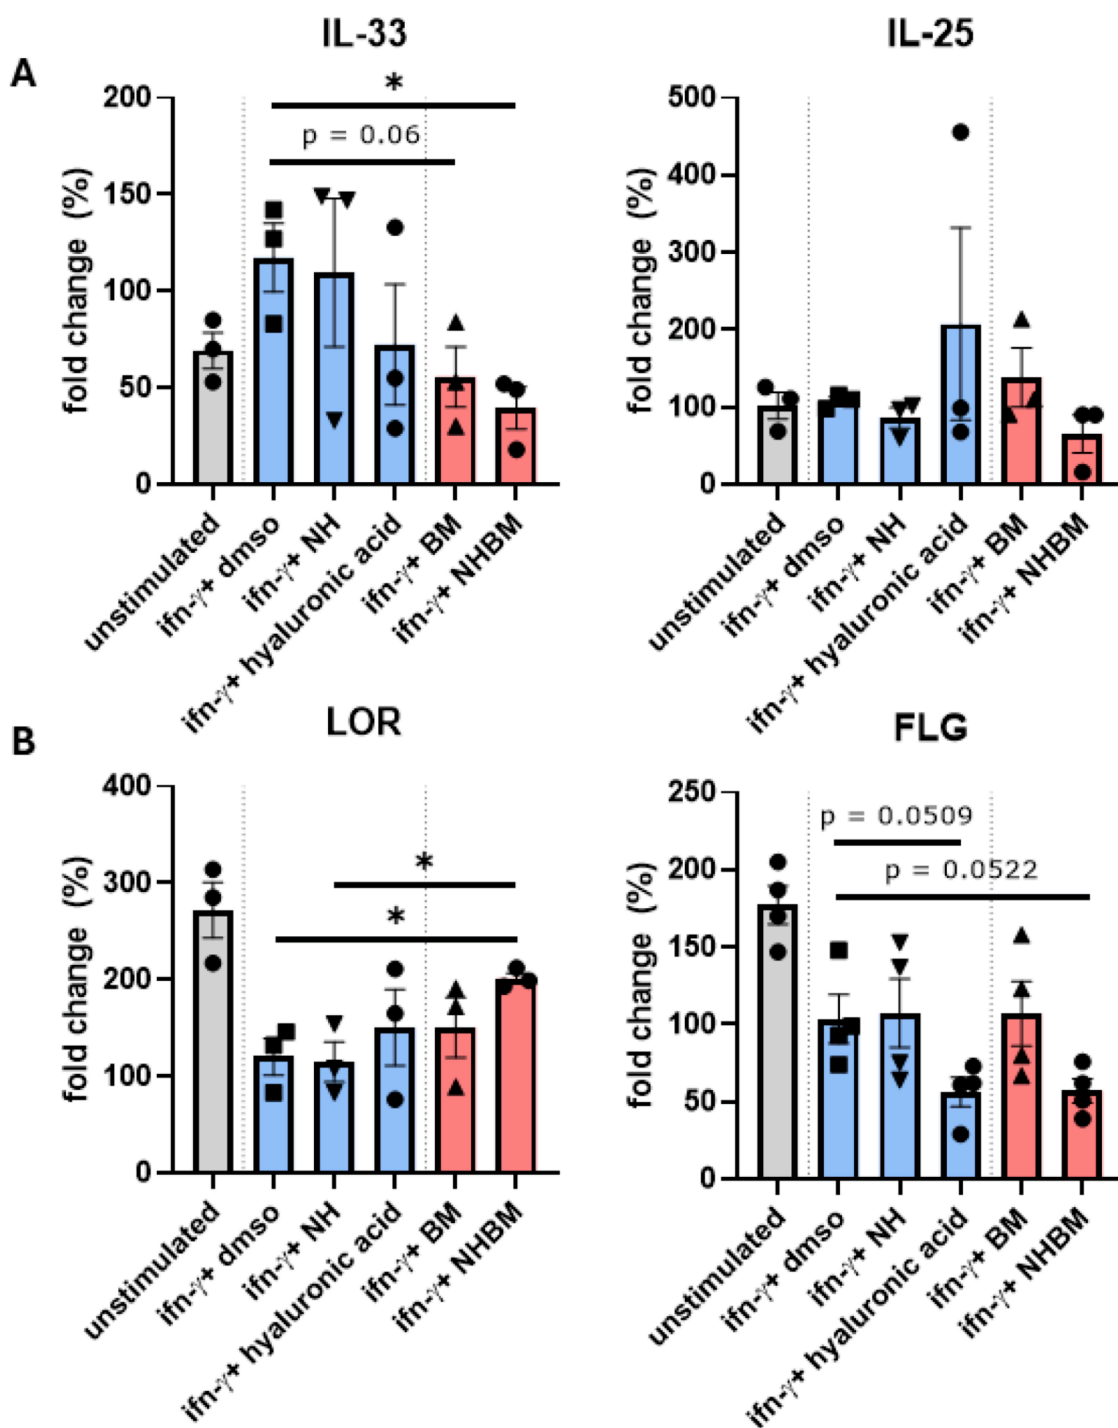 A
IL-33
fold change (%)
200
150
100
50
0
*
p = 0.06
unstimulated
ifn-γ+ dmso
ifn-γ+ NH
ifn-γ+ hyaluronic acid
ifn-γ+ BM
ifn-γ+ NHBM
IL-25
fold change (%)
500
400
300
200
100
0
unstimulated
ifn-γ+ dmso
ifn-γ+ NH
ifn-γ+ hyaluronic acid
ifn-γ+ BM
ifn-γ+ NHBM
B
LOR
fold change (%)
400
300
200
100
0
*
*
unstimulated
ifn-γ+ dmso
ifn-γ+ NH
ifn-γ+ hyaluronic acid
ifn-γ+ BM
ifn-γ+ NHBM
FLG
fold change (%)
250
200
150
100
50
0
p = 0.0509
p = 0.0522
unstimulated
ifn-γ+ dmso
ifn-γ+ NH
ifn-γ+ hyaluronic acid
ifn-γ+ BM
ifn-γ+ NHBM